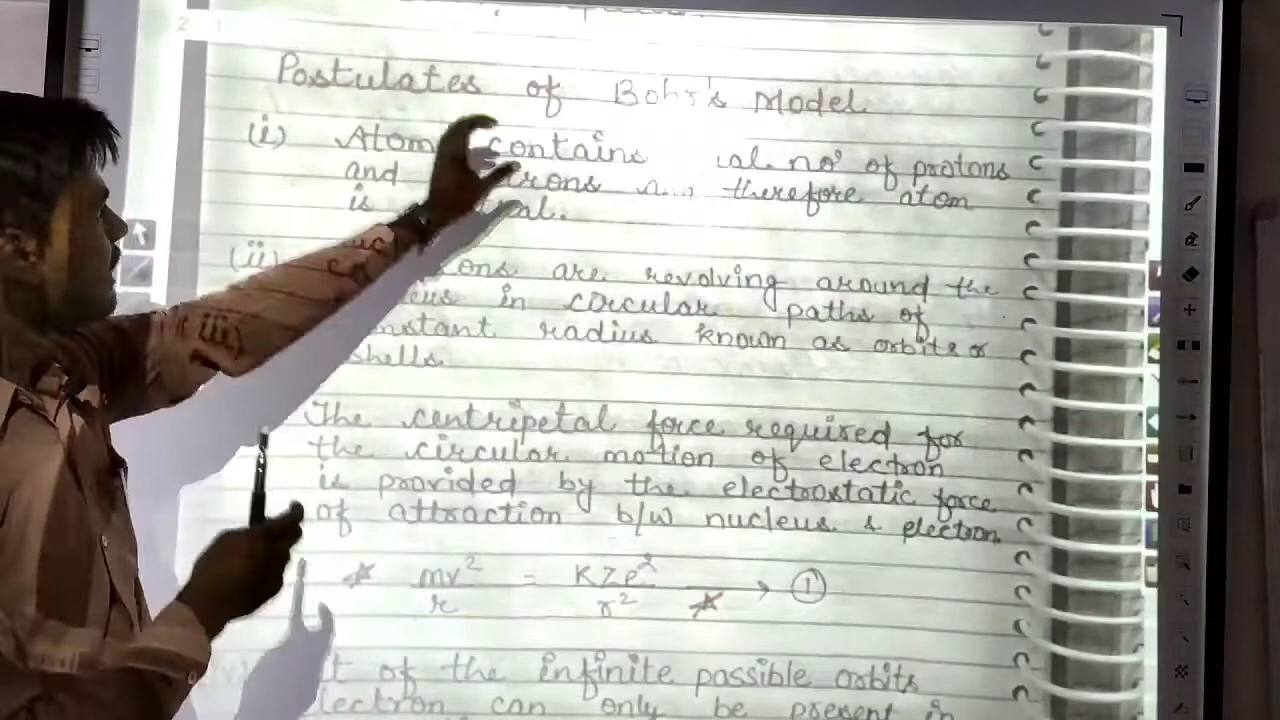 Postulates of Bohr's Model
(i) Atom contains no° of protons
and therefore atom
is
(ii) are revolving around the
in circular paths of
radius known as orbits or
shells.
(iii)
The centripetal force required for
the circular motion of electron
is provided by the electrostatic force
of attraction b/w nucleus & electron.
mv² / r = KZe² / r² → ①
of the infinite possible orbits
can only be present in